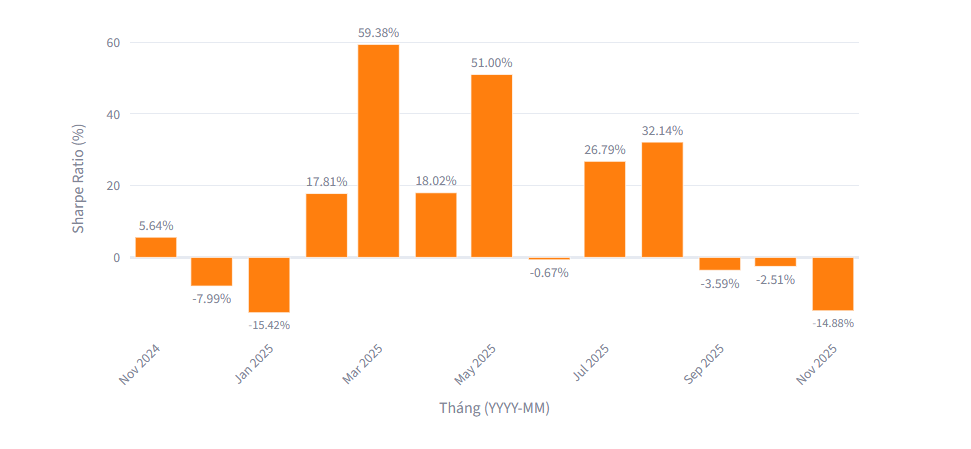 59.38%
60
51.00%
40
32.14%
26.79%
17.81%
18.02%
20
5.64%
0
-0.67%
-3.59%
-2.51%
-7.99%
-15.42%
-14.88%
Sharpe Ratio (%)
Nov 2024
Jan 2025
Mar 2025
May 2025
Jul 2025
Sep 2025
Nov 2025
Tháng (YYYY-MM)